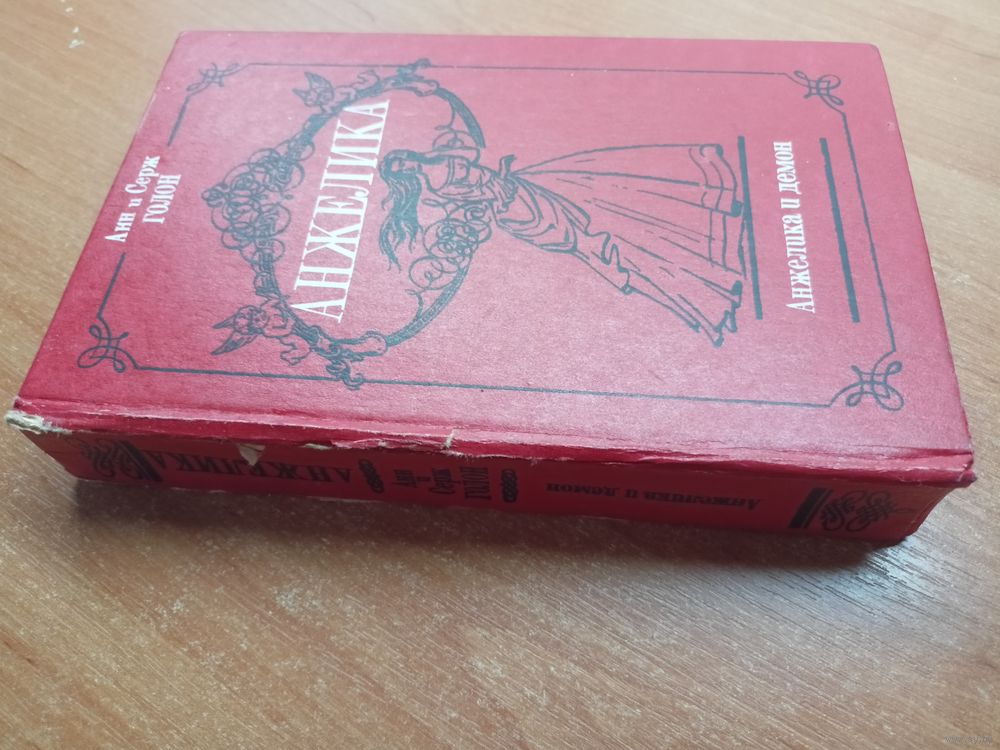 Анн и Серж
ГОЛОН
АНЖЕЛИКА
Анжелика и демон
АНЖЕЛИКА
Анн
и
Серж
ГОЛОН
Анжелика и демон